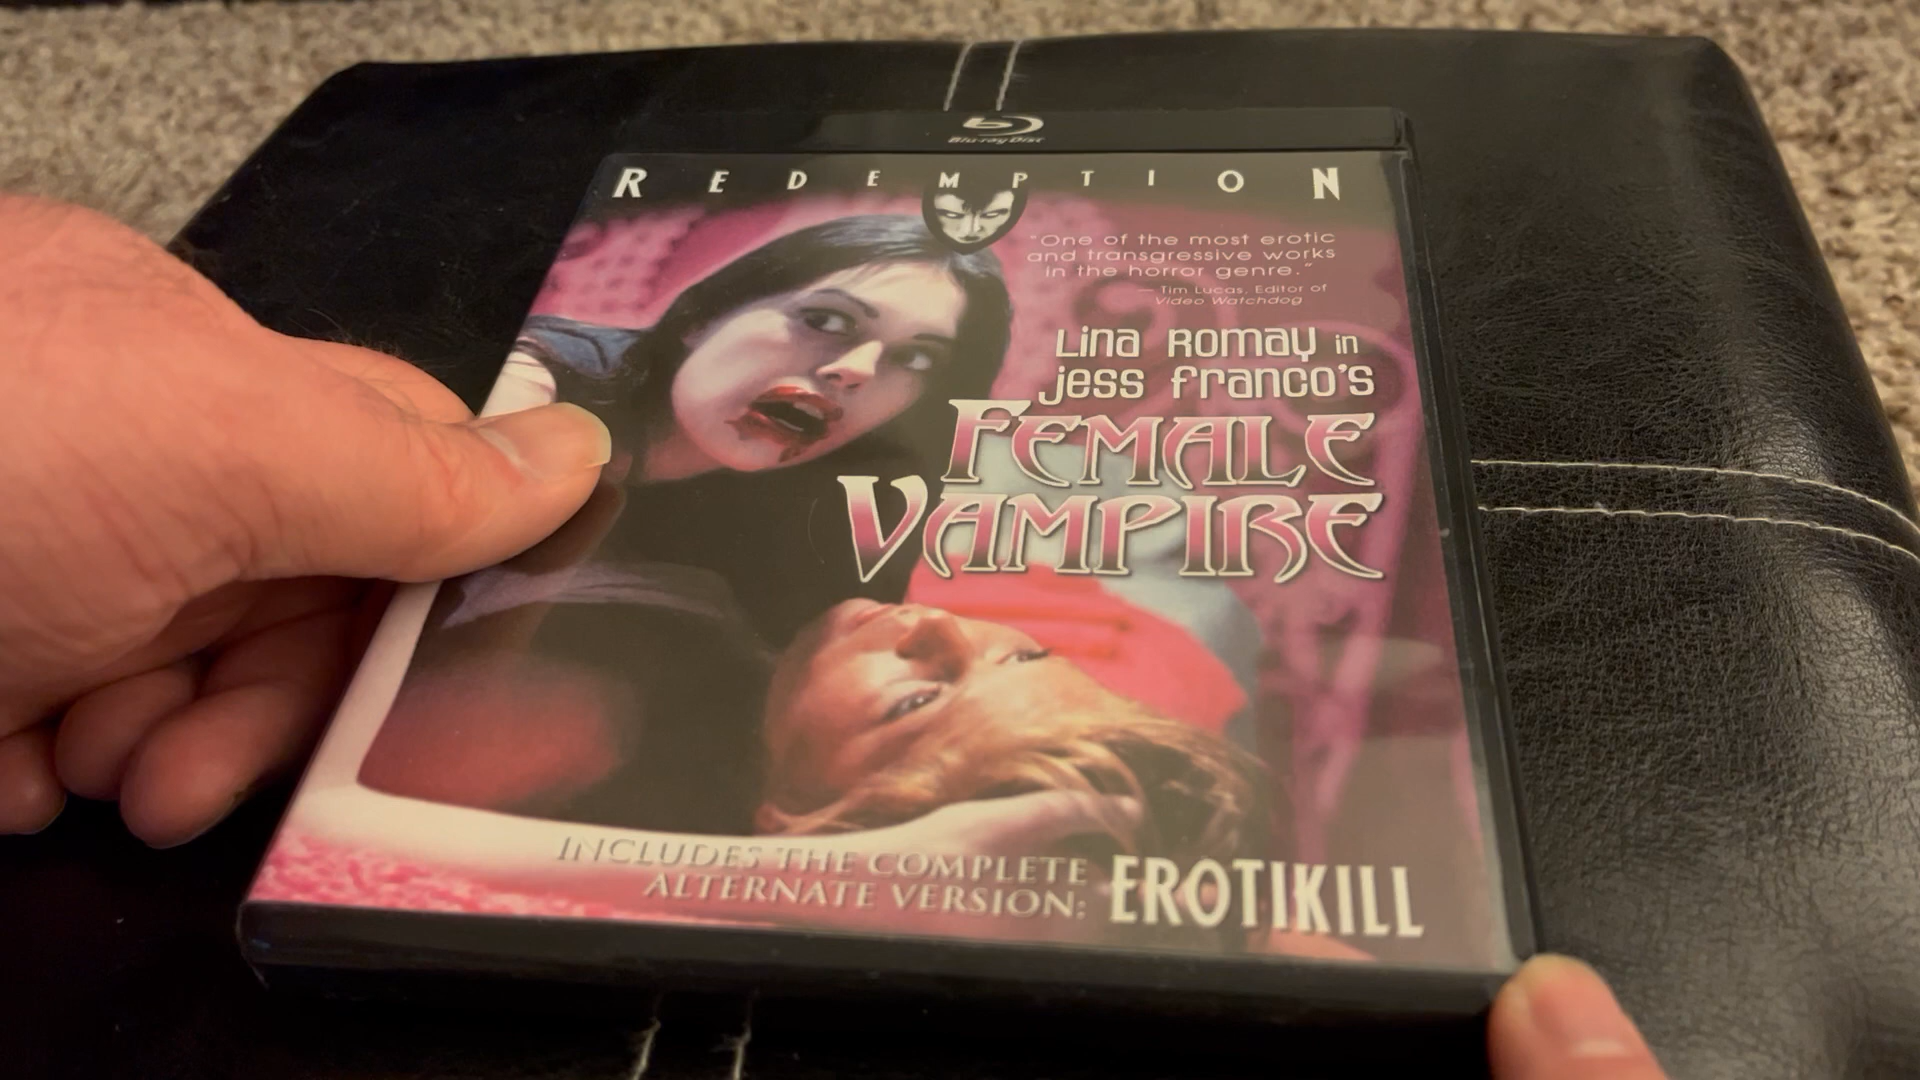 Blu-ray Disc
REDEMPTION
"One of the most erotic
and transgressive works
in the horror genre."
— Tim Lucas, Editor of
Video Watchdog
Lina Romay in
jess franco's
FEMALE
VAMPIRE
INCLUDES THE COMPLETE
ALTERNATE VERSION: EROTIKILL